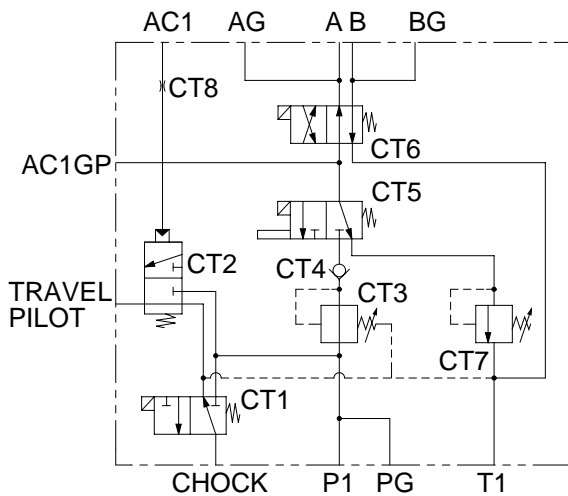 AC1 AG A B BG
CT8
CT6
AC1GP
CT5
CT2
CT4
CT3
TRAVEL
PILOT
CT7
CT1
CHOCK P1 PG T1